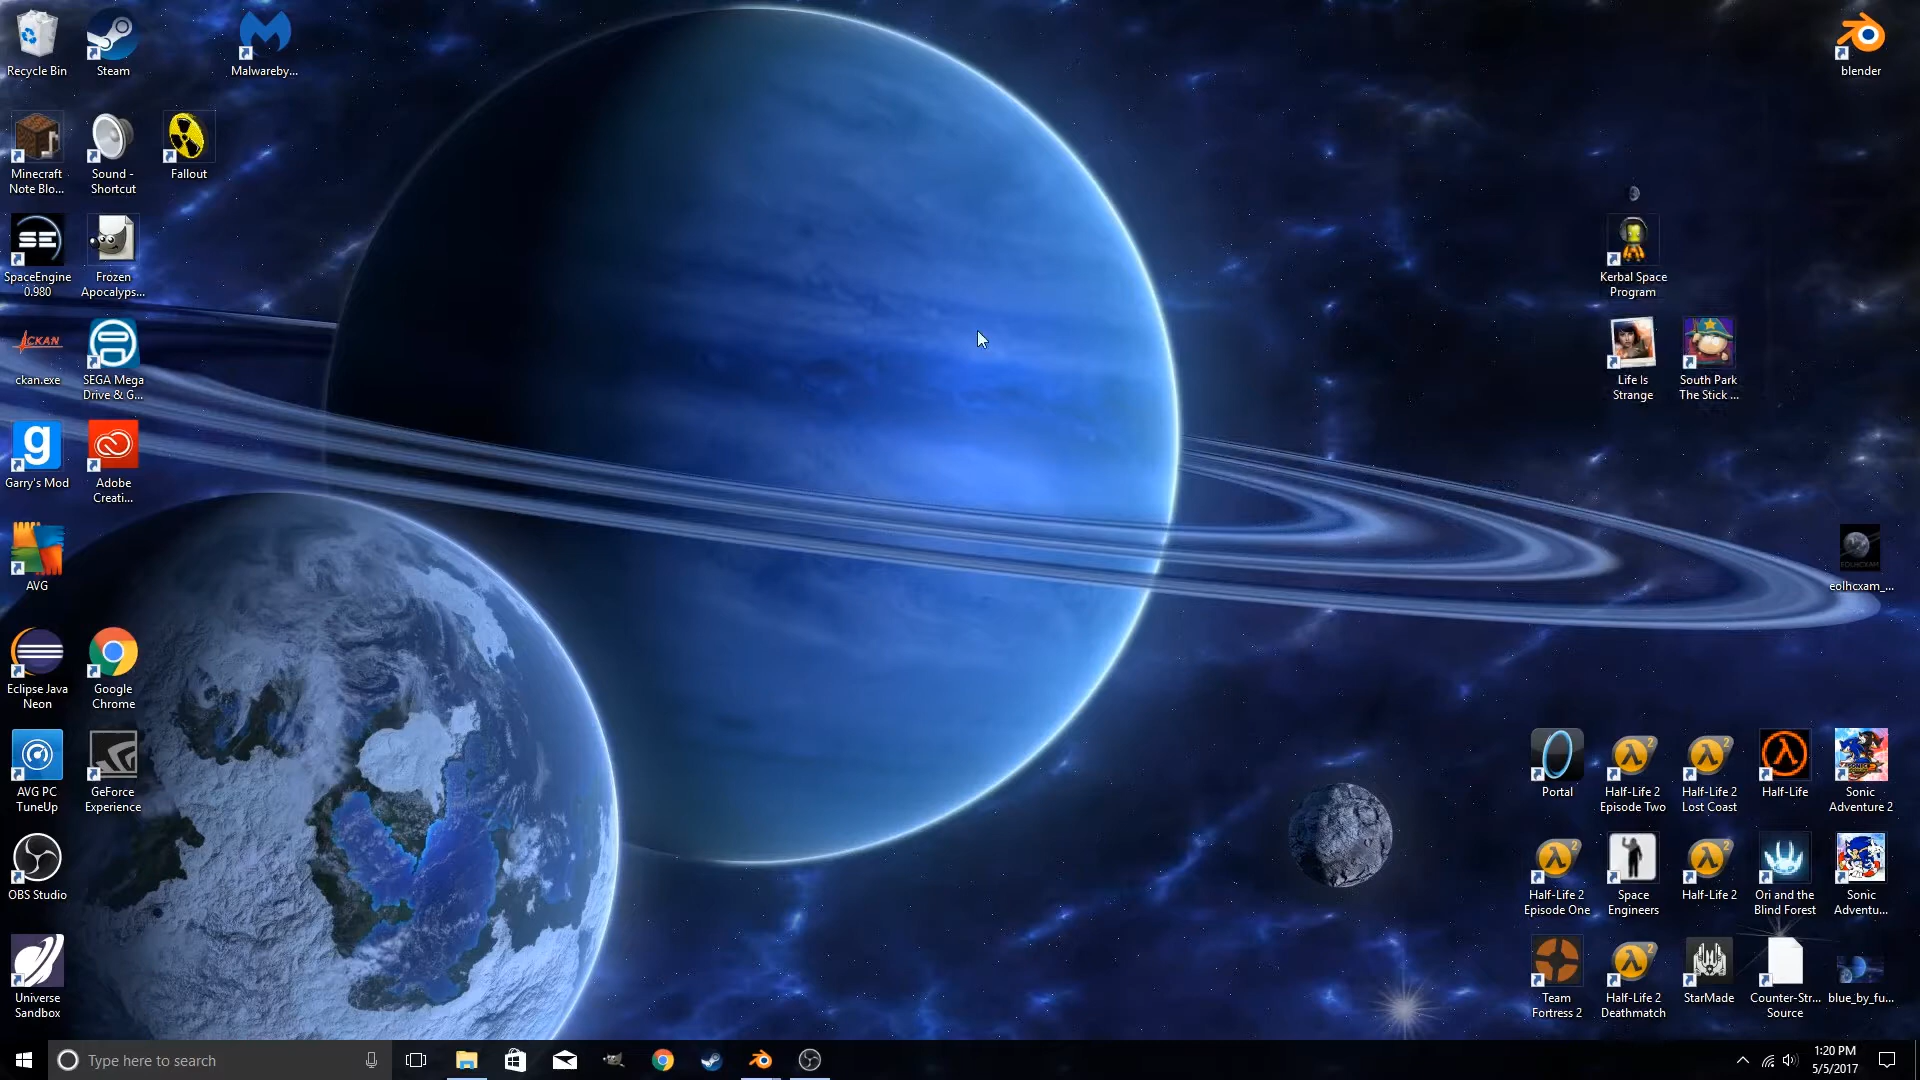 Recycle Bin
Steam
Malwareby...
blender
Minecraft
Note Blo...
Sound -
Shortcut
Fallout
SE
SpaceEngine
0.980
Frozen
Apocalyps...
Kerbal Space
Program
CKAN
ckan.exe
SEGA Mega
Drive & G...
Life Is
Strange
South Park
The Stick ...
g
Garry's Mod
Adobe
Creati...
AVG
eolhcxam_...
Eclipse Java
Neon
Google
Chrome
AVG PC
TuneUp
GeForce
Experience
Portal
Half-Life 2
Episode Two
Half-Life 2
Lost Coast
Half-Life
Sonic
Adventure 2
OBS Studio
Half-Life 2
Episode One
Space
Engineers
Half-Life 2
Ori and the
Blind Forest
Sonic
Adventu...
Universe
Sandbox
Team
Fortress 2
Half-Life 2
Deathmatch
StarMade
Counter-Str...
Source
blue_by_fu...
Type here to search
1:20 PM
5/5/2017